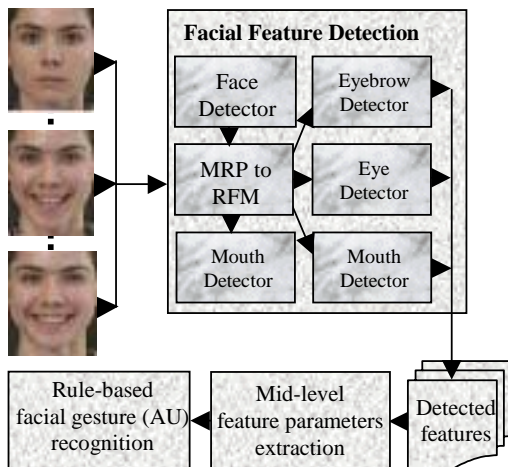 Facial Feature Detection
Face
Detector
Eyebrow
Detector
MRP to
RFM
Eye
Detector
Mouth
Detector
Mouth
Detector
Rule-based
facial gesture (AU)
recognition
Mid-level
feature parameters
extraction
Detected
features